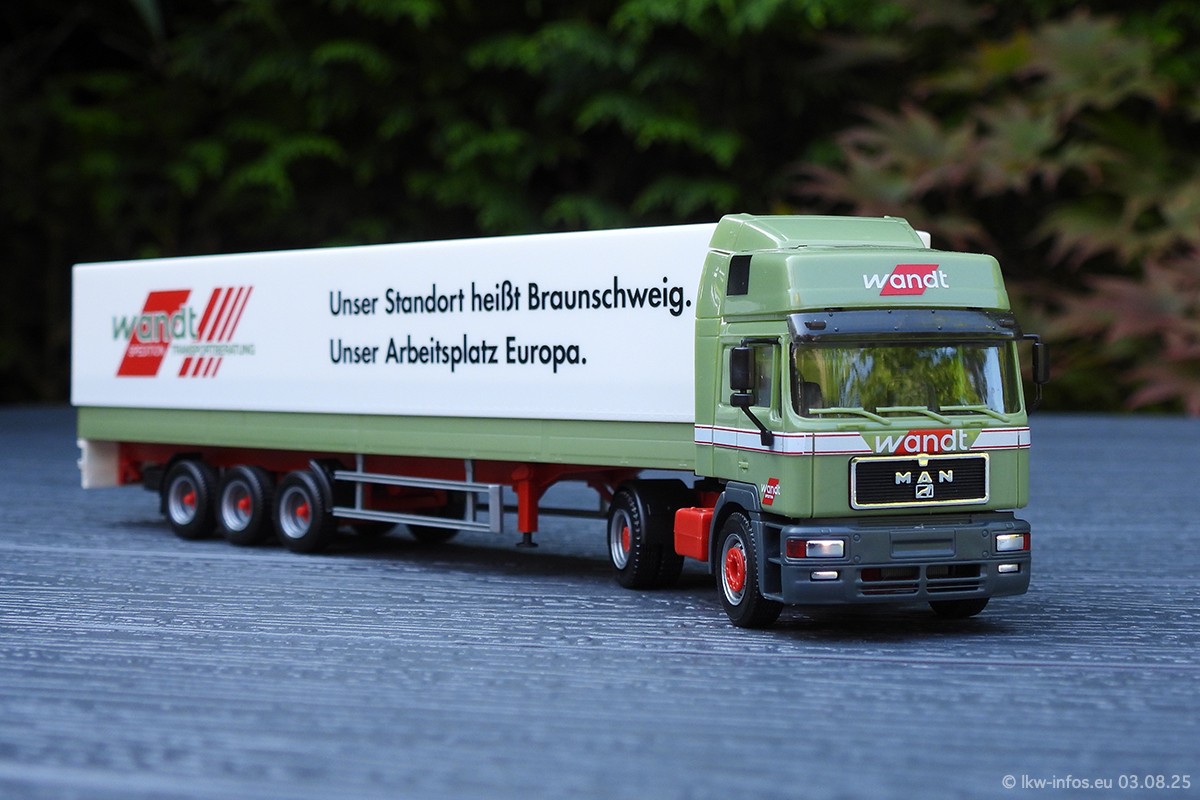 wandt
SPEDITION TRANSPORTBERATUNG
Unser Standort heißt Braunschweig.
Unser Arbeitsplatz Europa.
wandt
wandt
MAN
wandt
© lkw-infos.eu 03.08.25